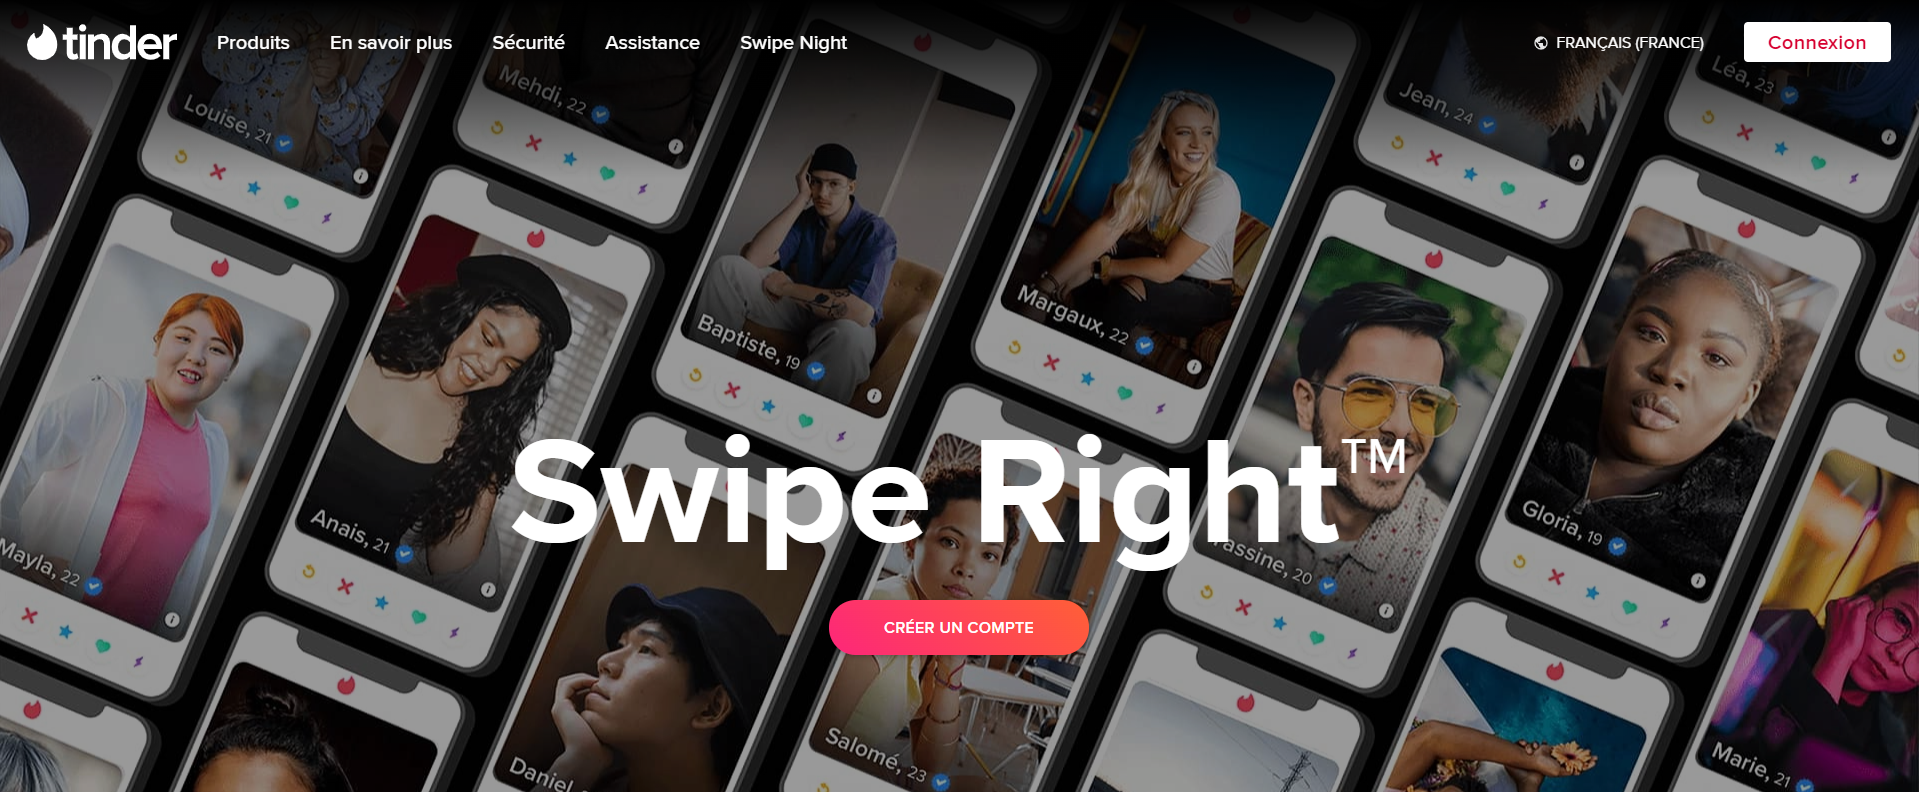 tinder
Produits
En savoir plus
Sécurité
Assistance
Swipe Night
FRANÇAIS (FRANCE)
Connexion
Louise, 21
Mehdi, 22
Jean, 24
Léa, 23
Baptiste, 19
Margaux, 22
Mayla, 22
Anais, 21
Gloria, 19
Swipe Right™
assine, 20
CRÉER UN COMPTE
Daniel
Salomé, 23
Marie, 21